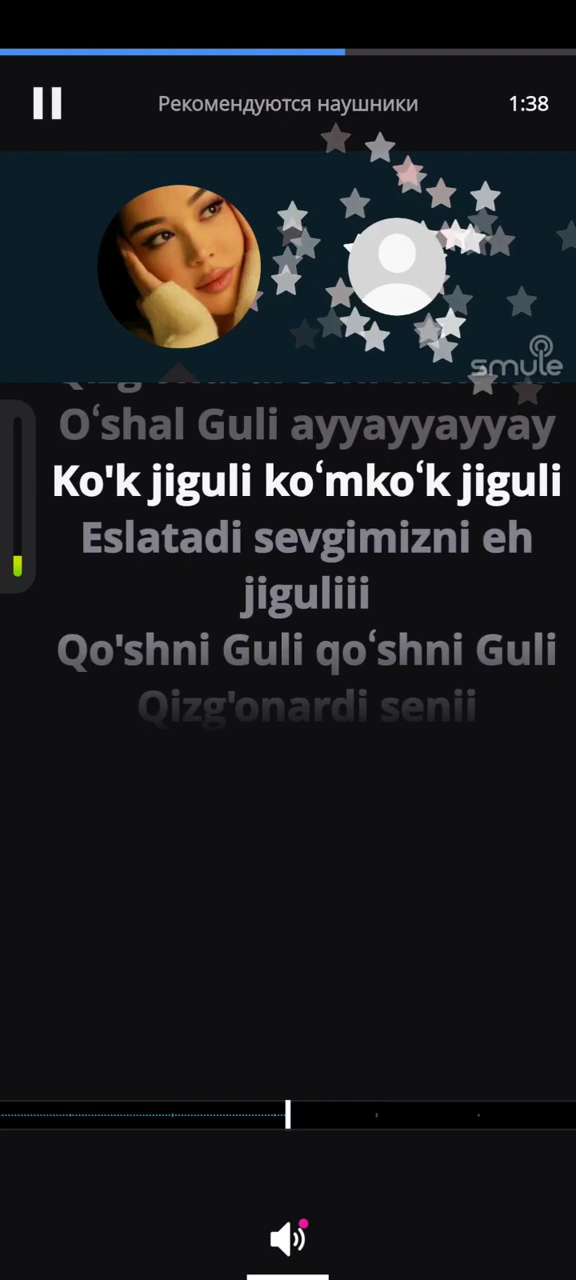 Рекомендуются наушники
1:38
smule
Oʻshal Guli ayyayyayyay
Ko'k jiguli koʻmkoʻk jiguli
Eslatadi sevgimizni eh
jiguliii
Qo'shni Guli qoʻshni Guli
Qizg'onardi senii